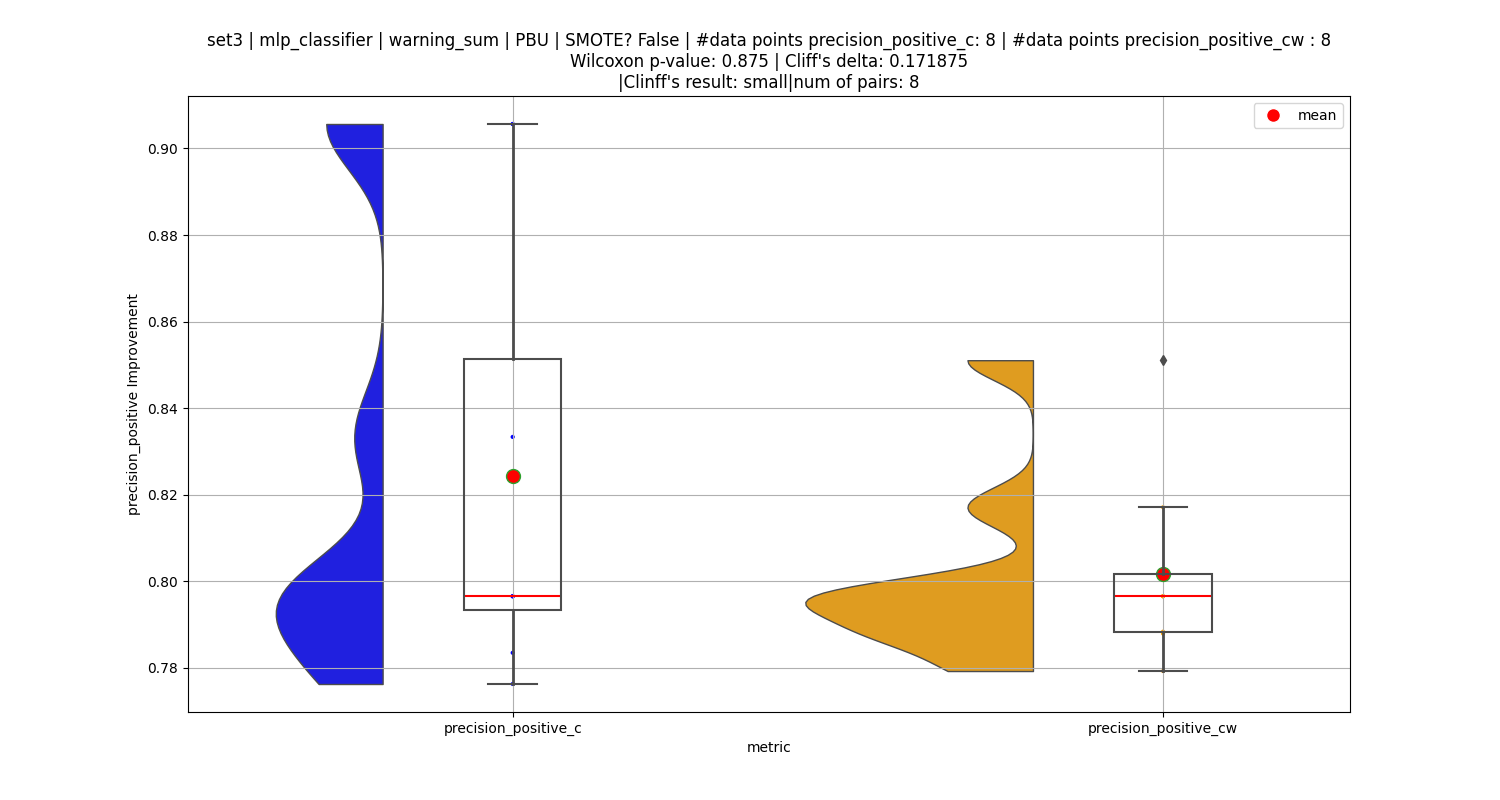 set3 | mlp_classifier | warning_sum | PBU | SMOTE? False | #data points precision_positive_c: 8 | #data points precision_positive_cw : 8
Wilcoxon p-value: 0.875 | Cliff's delta: 0.171875
|Clinff's result: small|num of pairs: 8
mean
0.90
0.88
0.86
0.84
0.82
0.80
0.78
precision_positive Improvement
precision_positive_c
precision_positive_cw
metric